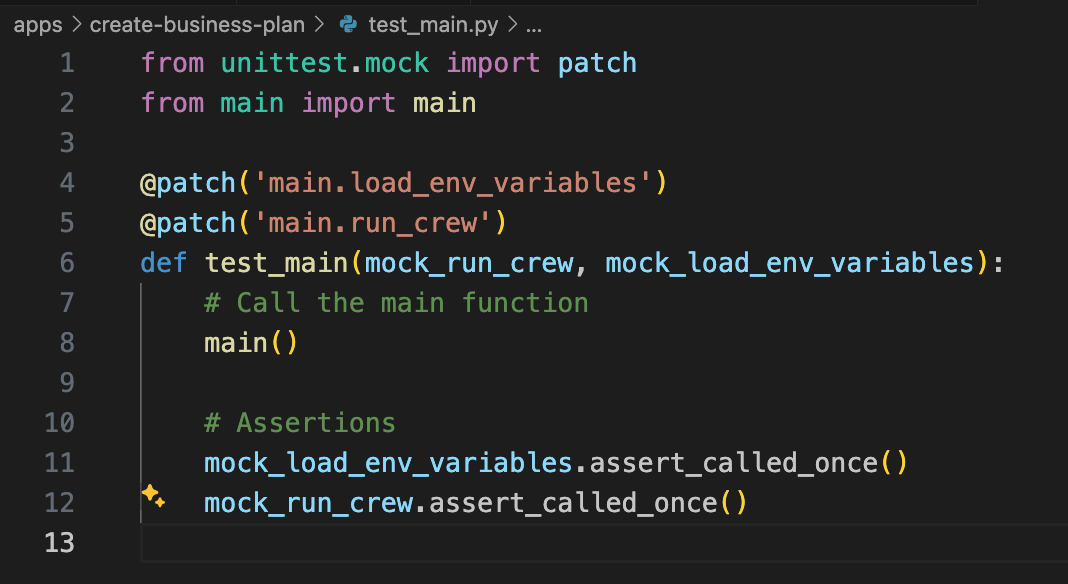 apps > create-business-plan > test_main.py > ...
1 from unittest.mock import patch
2 from main import main
3
4 @patch('main.load_env_variables')
5 @patch('main.run_crew')
6 def test_main(mock_run_crew, mock_load_env_variables):
7     # Call the main function
8     main()
9
10     # Assertions
11     mock_load_env_variables.assert_called_once()
12     mock_run_crew.assert_called_once()
13